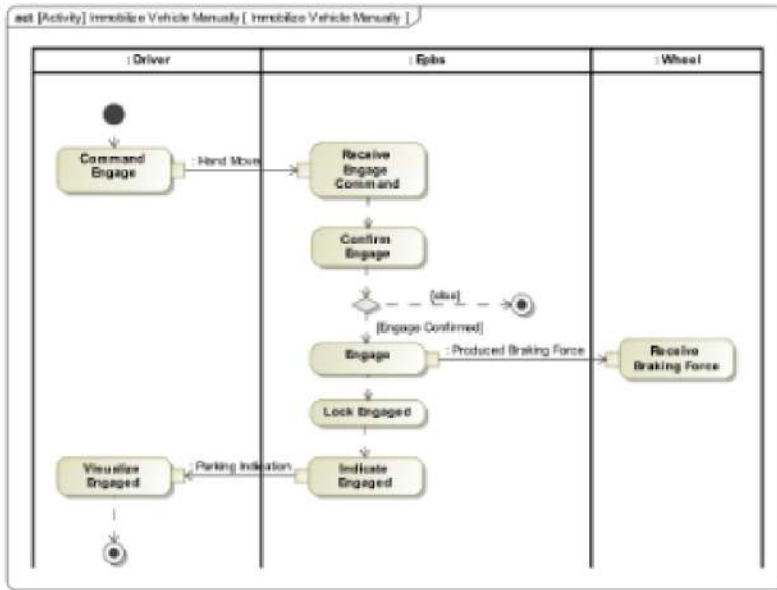 act [Activity] Immobilize Vehicle Manually [ Immobilize Vehicle Manually ]
: Driver
: Epbs
: Wheel
Command
Engage
: Hand Move
Receive
Engage
Command
Confirm
Engage
[else]
[Engage Confirmed]
Engage
: Produced Braking Force
Receive
Braking Force
Lock Engaged
Visualize
Engaged
: Parking Indication
Indicate
Engaged